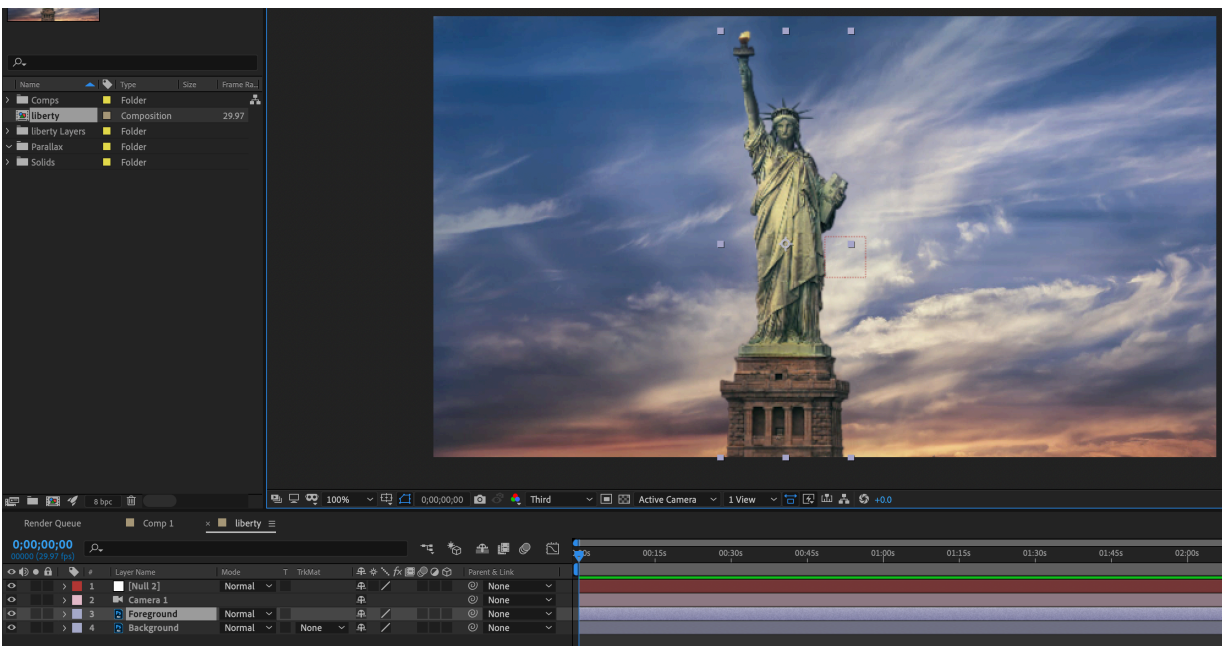 Name Type Size Frame Ra...
Comps Folder
liberty Composition 29.97
liberty Layers Folder
Parallax Folder
Solids Folder
8 bpc
100% 0;00;00;00 Third Active Camera 1 View +0.0
Render Queue Comp 1 × liberty
0;00;00;00
00000 (29.97 fps)
00s 00:15s 00:30s 00:45s 01:00s 01:15s 01:30s 01:45s 02:00s
# Layer Name Mode T TrkMat fx Parent & Link
1 [Null 2] Normal None
2 Camera 1 None
3 Foreground Normal None
4 Background Normal None None